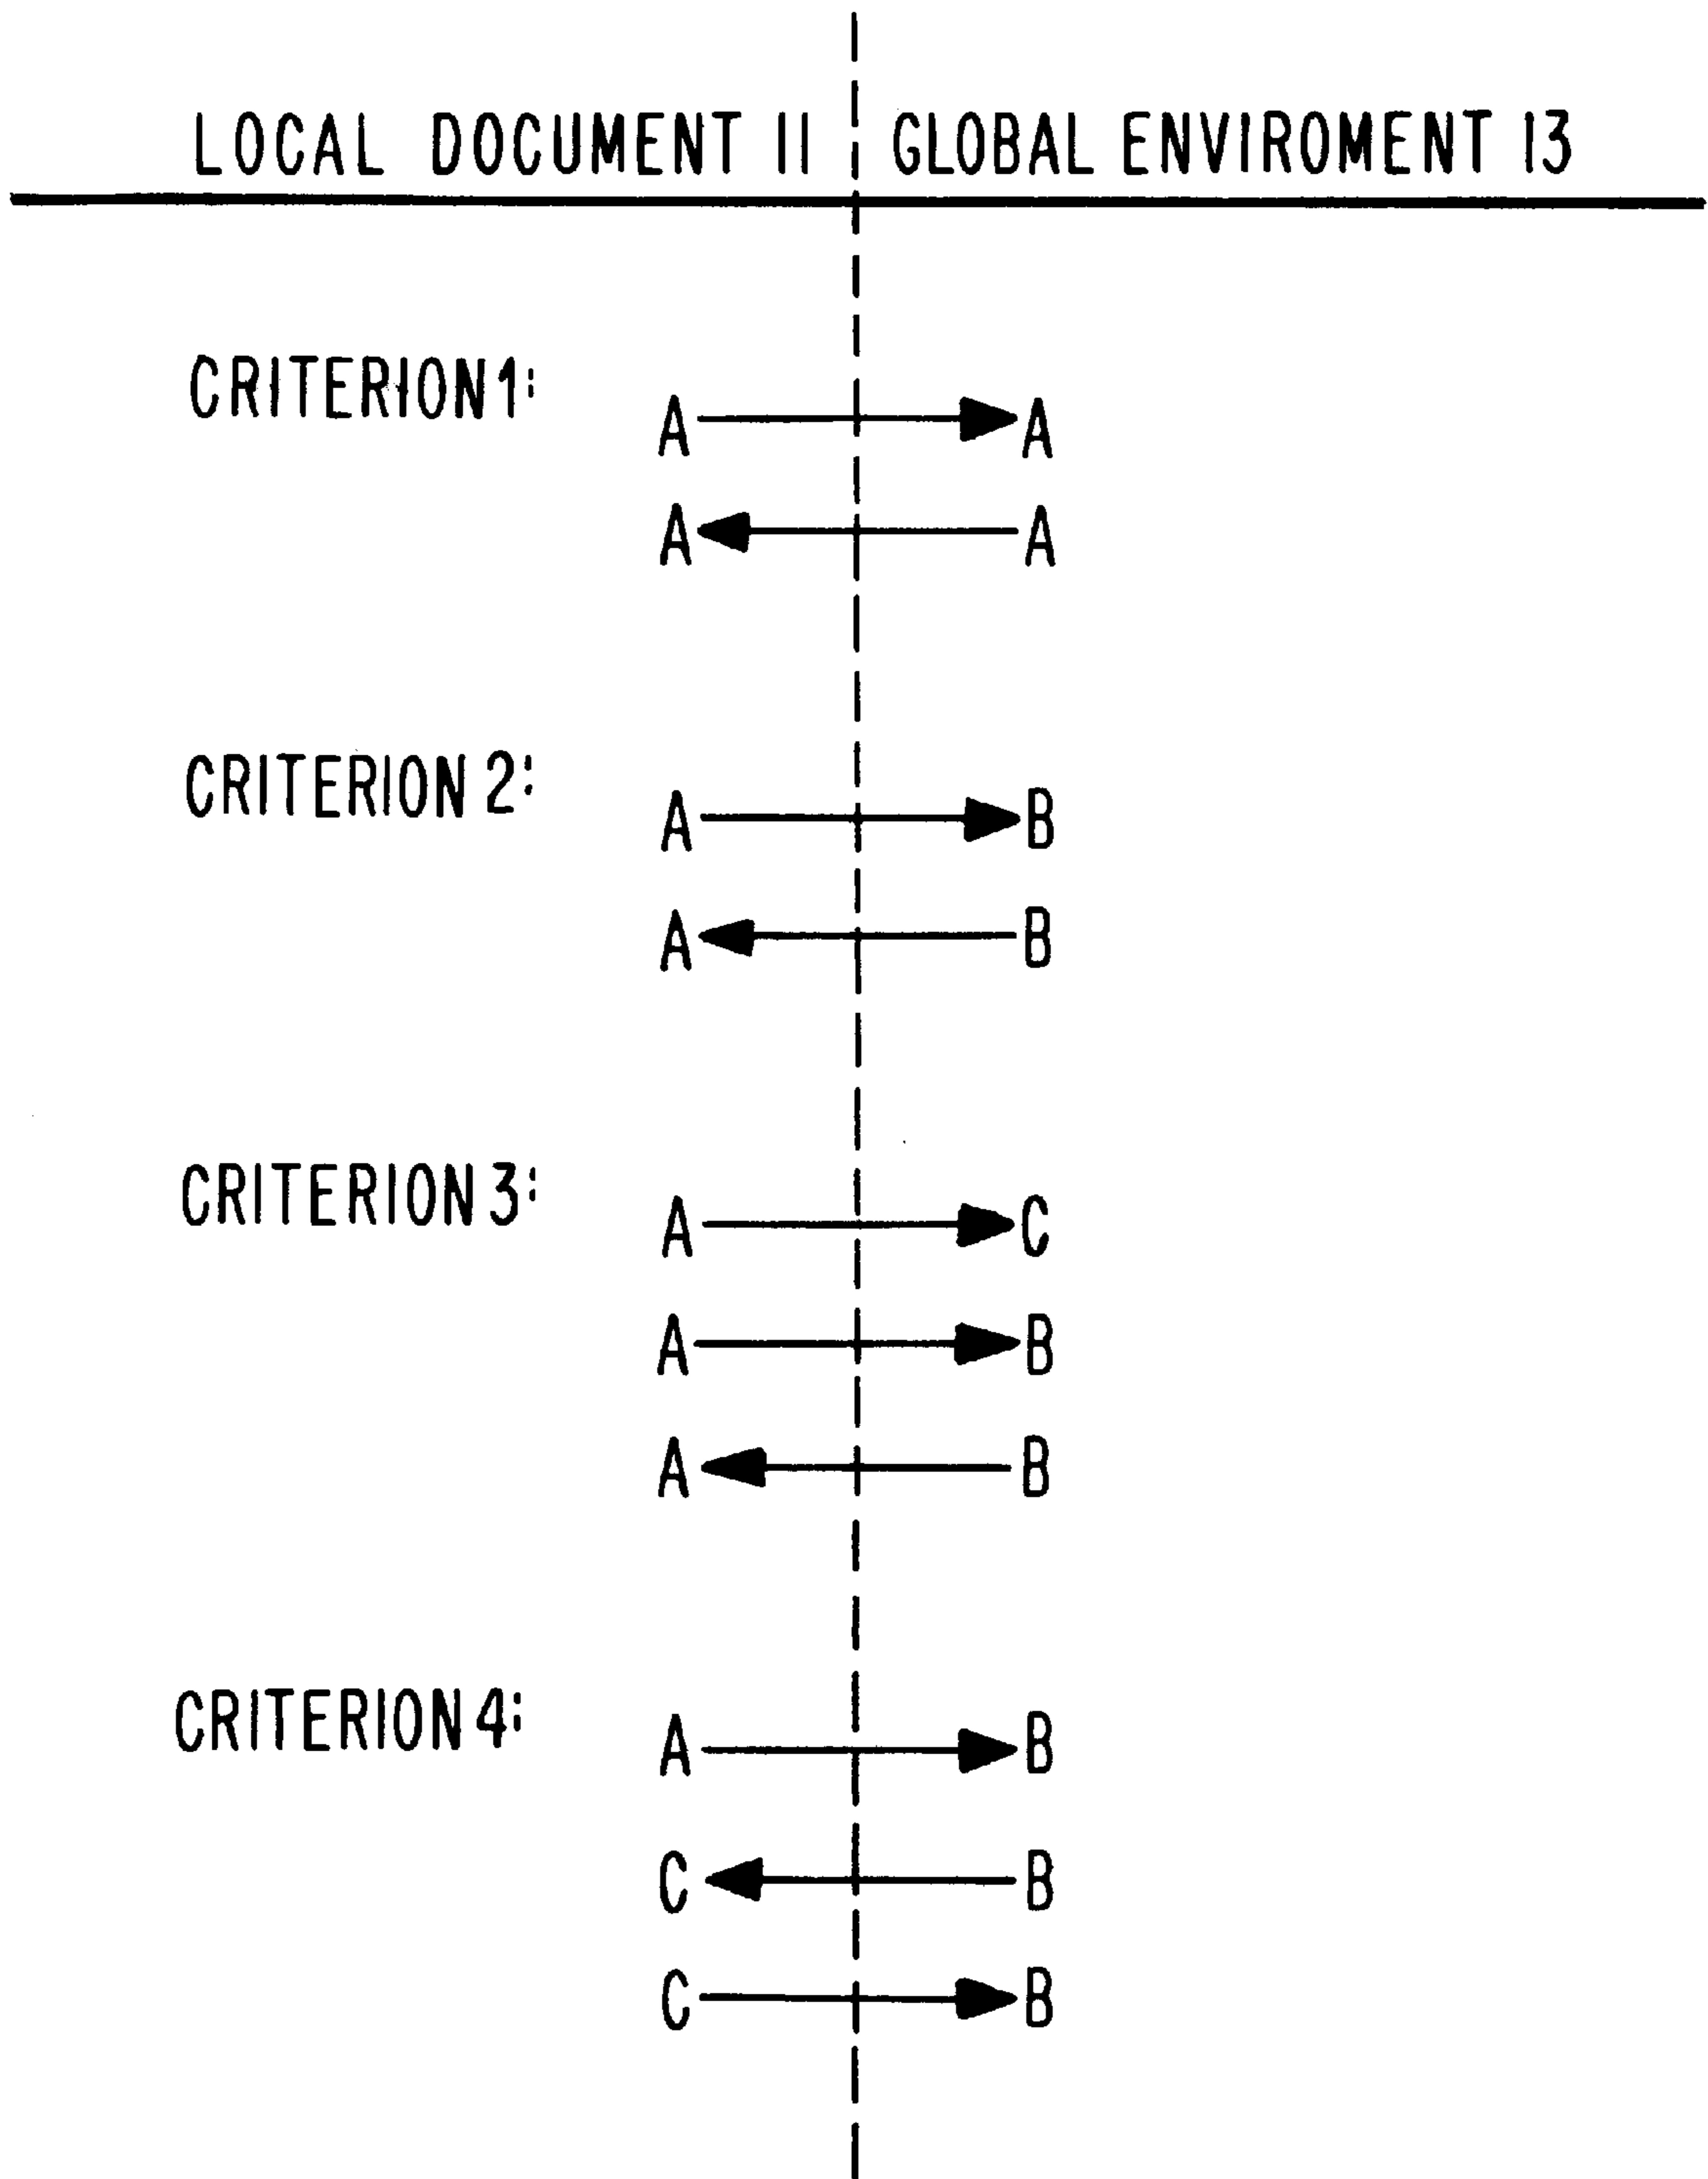 LOCAL DOCUMENT 11 GLOBAL ENVIROMENT 13
CRITERION 1:
A A
A A
CRITERION 2:
A B
A B
CRITERION 3:
A C
A B
A B
CRITERION 4:
A B
C B
C B